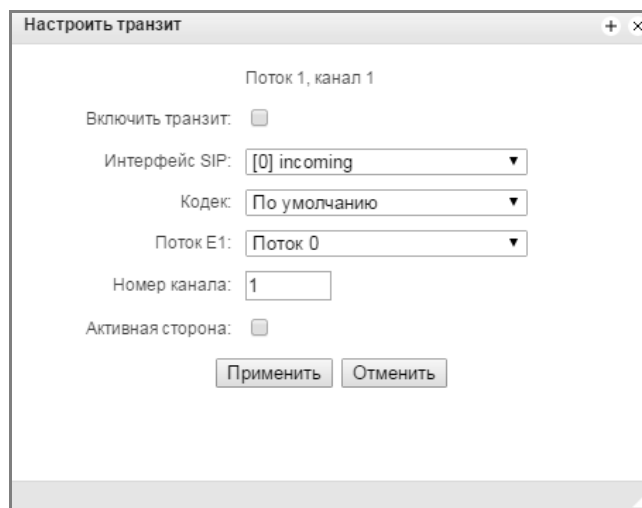 Настроить транзит
Поток 1, канал 1
Включить транзит:
Интерфейс SIP: [0] incoming
Кодек: По умолчанию
Поток E1: Поток 0
Номер канала: 1
Активная сторона:
Применить Отменить